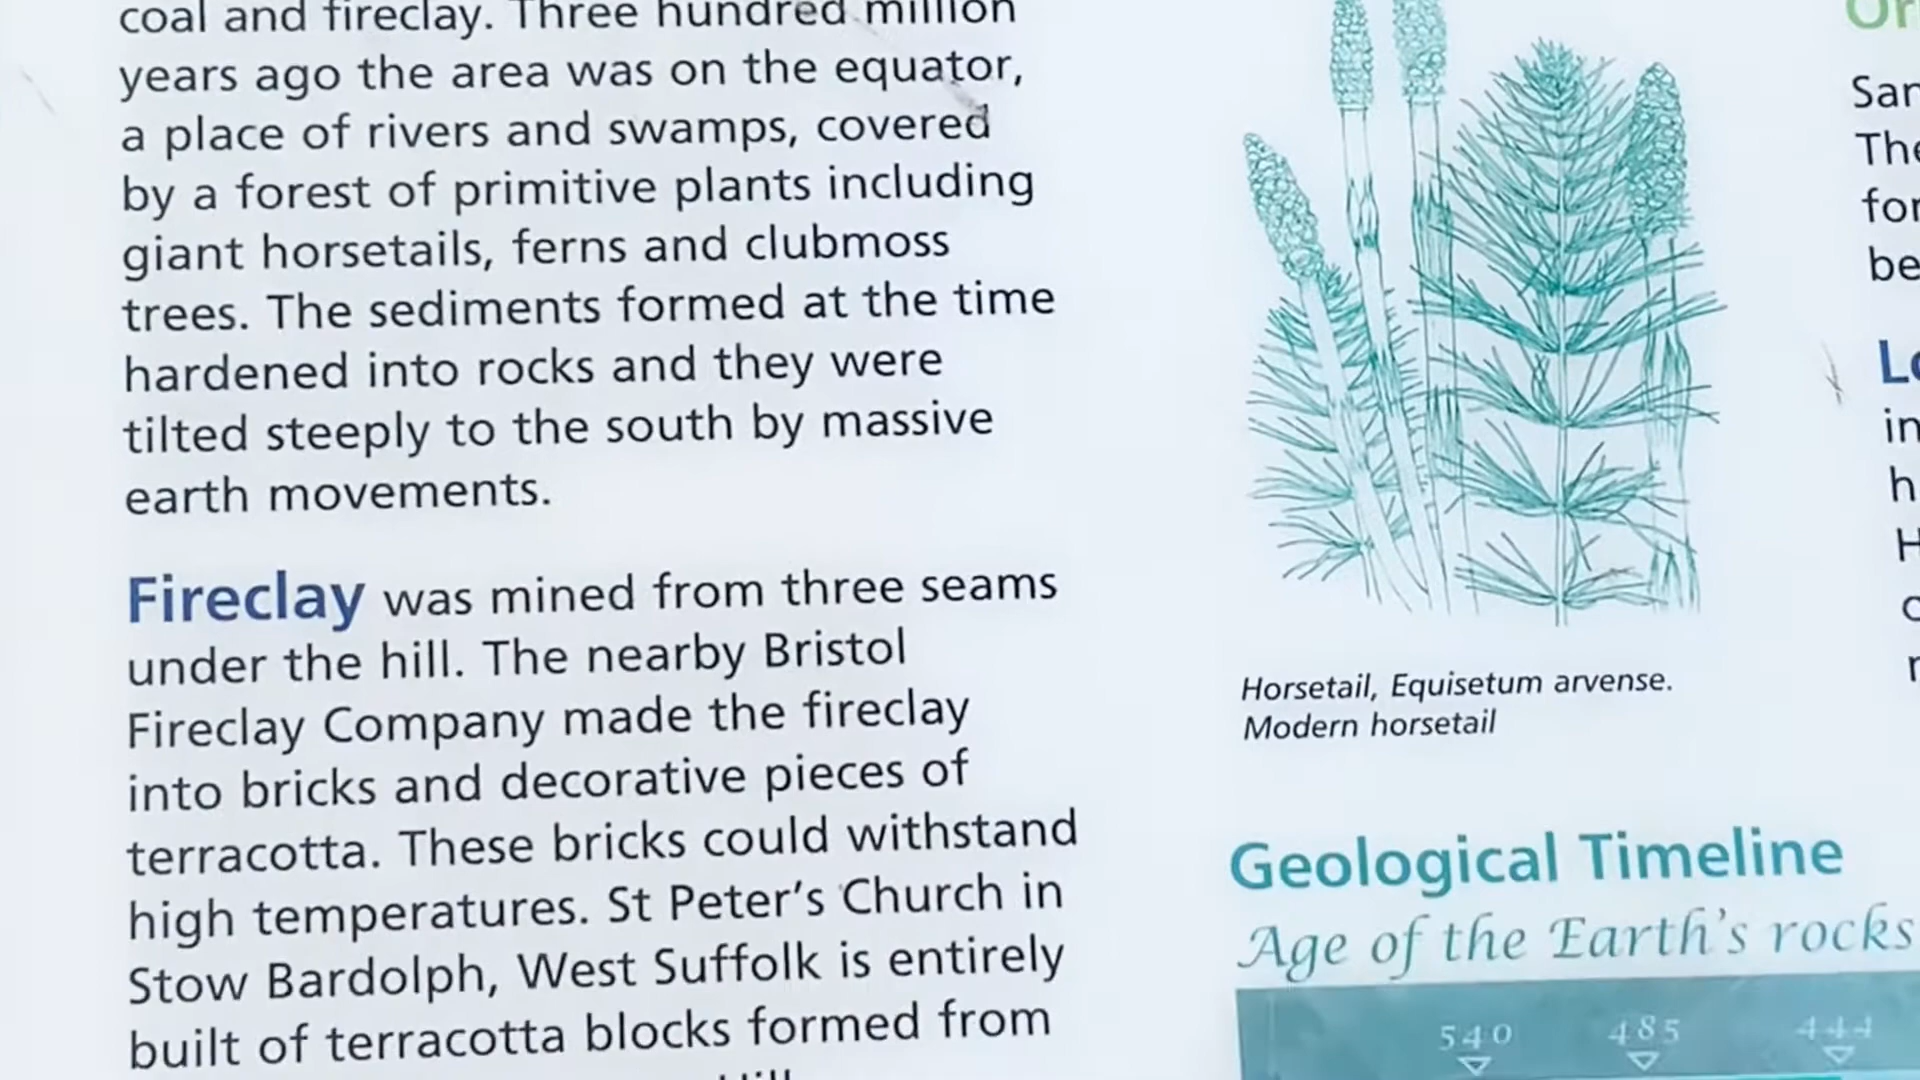 coal and fireclay. Three hundred million
years ago the area was on the equator,
a place of rivers and swamps, covered
by a forest of primitive plants including
giant horsetails, ferns and clubmoss
trees. The sediments formed at the time
hardened into rocks and they were
tilted steeply to the south by massive
earth movements.
Fireclay was mined from three seams
under the hill. The nearby Bristol
Fireclay Company made the fireclay
into bricks and decorative pieces of
terracotta. These bricks could withstand
high temperatures. St Peter's Church in
Stow Bardolph, West Suffolk is entirely
built of terracotta blocks formed from
Horsetail, Equisetum arvense.
Modern horsetail
Geological Timeline
Age of the Earth's rocks
540 485 444